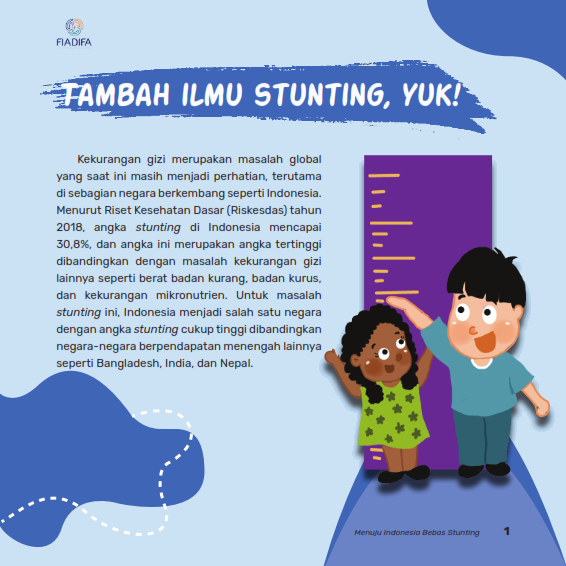 FIADIFA
TAMBAH ILMU STUNTING, YUK!
Kekurangan gizi merupakan masalah global
yang saat ini masih menjadi perhatian, terutama
di sebagian negara berkembang seperti Indonesia.
Menurut Riset Kesehatan Dasar (Riskesdas) tahun
2018, angka stunting di Indonesia mencapai
30,8%, dan angka ini merupakan angka tertinggi
dibandingkan dengan masalah kekurangan gizi
lainnya seperti berat badan kurang, badan kurus,
dan kekurangan mikronutrien. Untuk masalah
stunting ini, Indonesia menjadi salah satu negara
dengan angka stunting cukup tinggi dibandingkan
negara-negara berpendapatan menengah lainnya
seperti Bangladesh, India, dan Nepal.
Menuju Indonesia Bebas Stunting 1